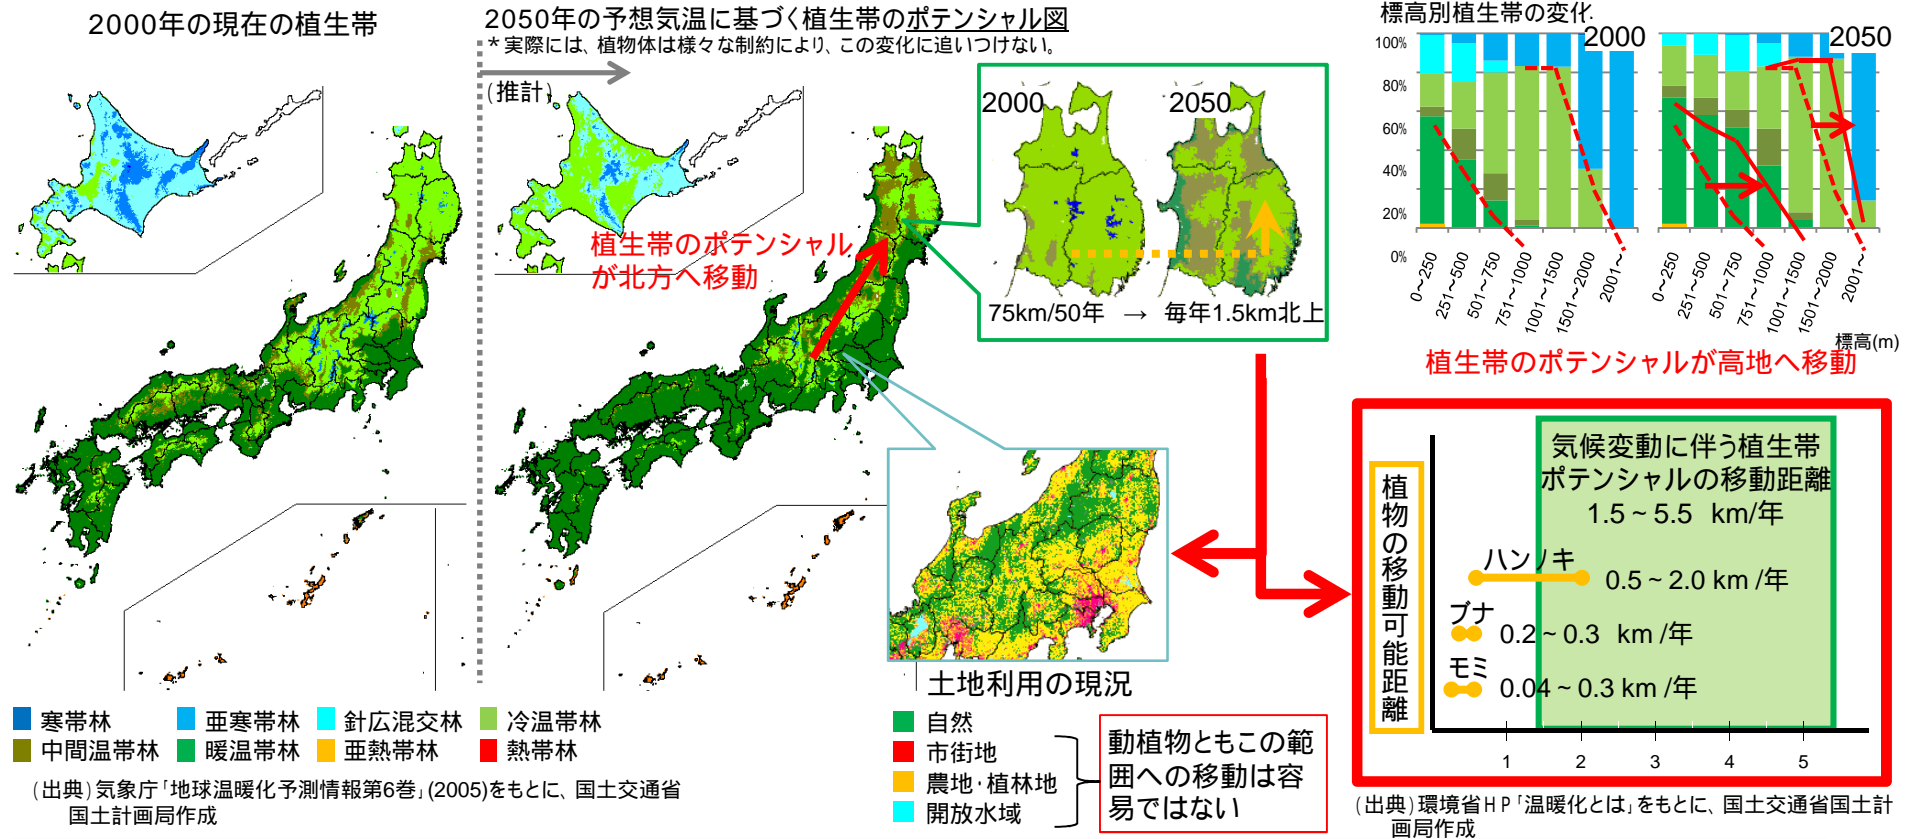 2000年の現在の植生帯
2050年の予想気温に基づく植生帯のポテンシャル図
*実際には、植物体は様々な制約により、この変化に追いつけない。
(推計)
植生帯のポテンシャル
が北方へ移動
2000
2050
75km/50年 → 毎年1.5km北上
標高別植生帯の変化
2000
2050
100%
80%
60%
40%
20%
0%
0~250
251~500
501~750
751~1000
1001~1500
1501~2000
2001~
0~250
251~500
501~750
751~1000
1001~1500
1501~2000
2001~
標高(m)
植生帯のポテンシャルが高地へ移動
植物の移動可能距離
気候変動に伴う植生帯
ポテンシャルの移動距離
1.5~5.5 km/年
ハンノキ
0.5~2.0 km/年
ブナ
0.2~0.3 km/年
モミ
0.04~0.3 km/年
1 2 3 4 5
(出典)環境省HP「温暖化とは」をもとに、国土交通省国土計
画局作成
土地利用の現況
自然
市街地
農地・植林地
開放水域
動植物ともこの範
囲への移動は容
易ではない
寒帯林 亜寒帯林 針広混交林 冷温帯林
中間温帯林 暖温帯林 亜熱帯林 熱帯林
(出典)気象庁「地球温暖化予測情報第6巻」(2005)をもとに、国土交通省
国土計画局作成